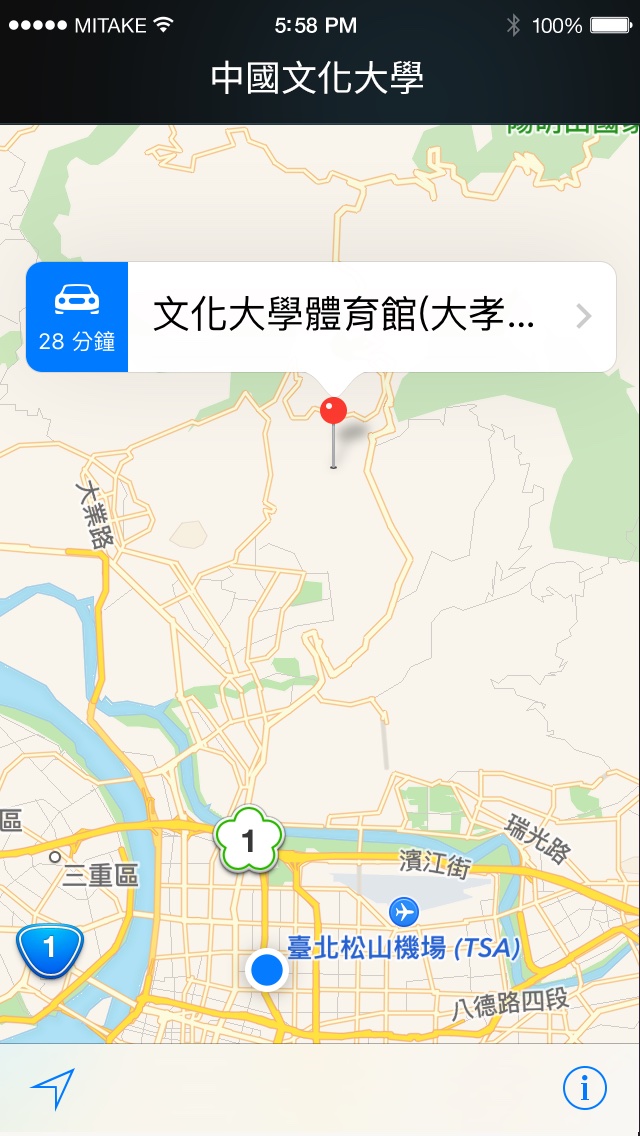 MITAKE 5:58 PM 100%
中國文化大學
陽明山國家
28 分鐘
文化大學體育館(大孝...
大業路
1
區
三重區
瑞光路
濱江街
1
臺北松山機場 (TSA)
八德路四段